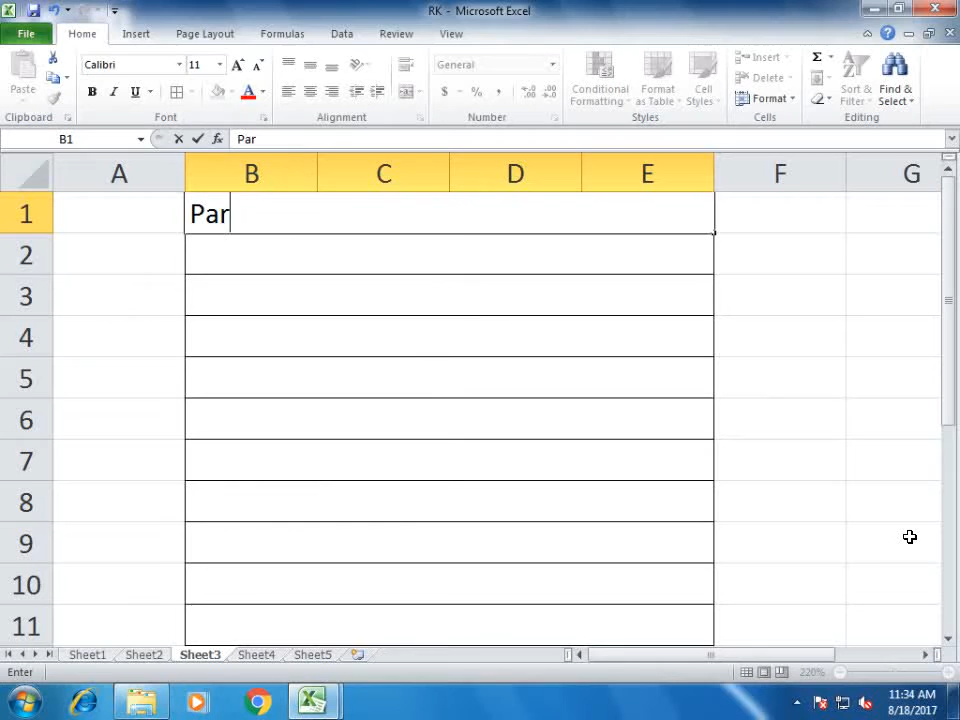 RK - Microsoft Excel
File Home Insert Page Layout Formulas Data Review View
Calibri 11 General Insert
Paste Conditional Format Cell Delete Sort & Find &
B I U A $ % , Formatting as Table Styles Format Filter Select
Clipboard Font Alignment Number Styles Cells Editing
B1 fx Par
A B C D E F G
1 Par
2
3
4
5
6
7
8
9
10
11
Sheet1 Sheet2 Sheet3 Sheet4 Sheet5
Enter 220%
11:34 AM
8/18/2017